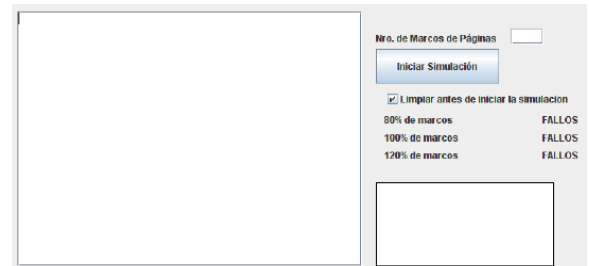 Nro. de Marcos de Páginas
Iniciar Simulación
Limpiar antes de iniciar la simulacion
80% de marcos FALLOS
100% de marcos FALLOS
120% de marcos FALLOS